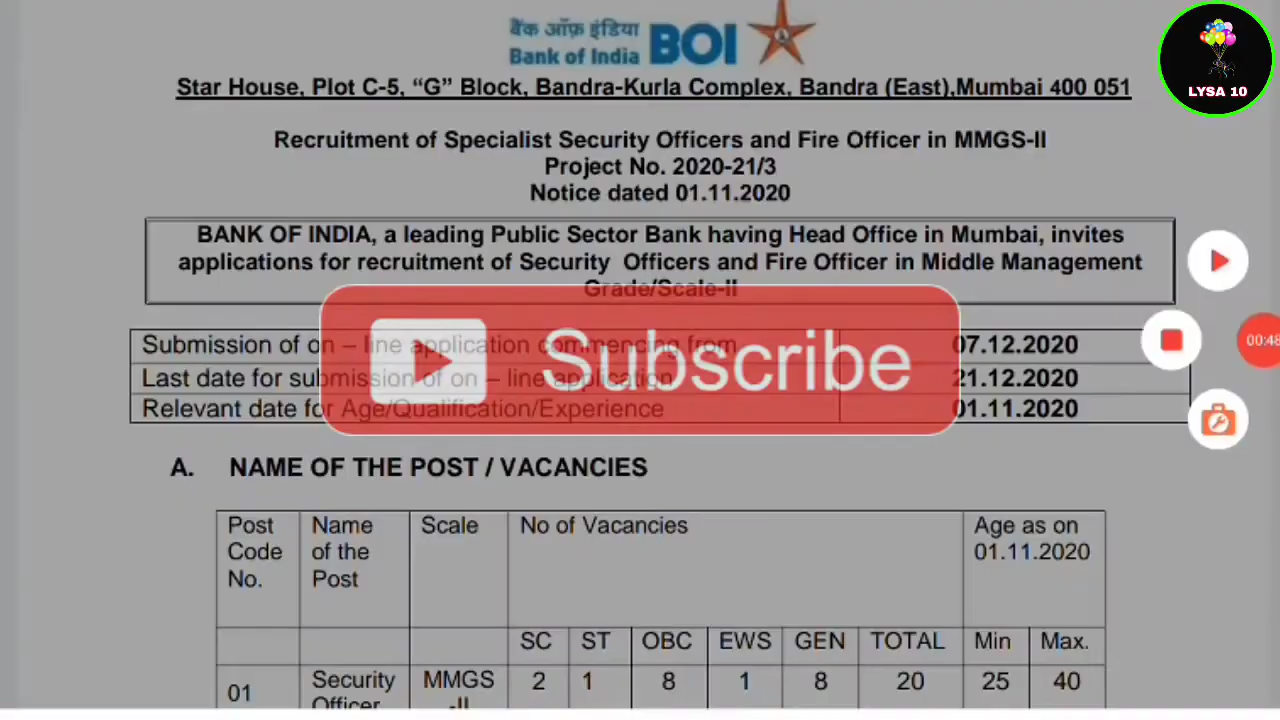 बैंक ऑफ़ इंडिया
Bank of India BOI
LYSA 10
Star House, Plot C-5, “G” Block, Bandra-Kurla Complex, Bandra (East),Mumbai 400 051
Recruitment of Specialist Security Officers and Fire Officer in MMGS-II
Project No. 2020-21/3
Notice dated 01.11.2020
BANK OF INDIA, a leading Public Sector Bank having Head Office in Mumbai, invites
applications for recruitment of Security Officers and Fire Officer in Middle Management
Grade/Scale-II
Submission of on – line application commencing from 07.12.2020
00:48
Subscribe
Last date for submission of on – line application 21.12.2020
Relevant date for Age/Qualification/Experience 01.11.2020
A. NAME OF THE POST / VACANCIES
Post Name Scale No of Vacancies Age as on
Code of the 01.11.2020
No. Post
SC ST OBC EWS GEN TOTAL Min Max.
01 Security MMGS 2 1 8 1 8 20 25 40
Officer -II